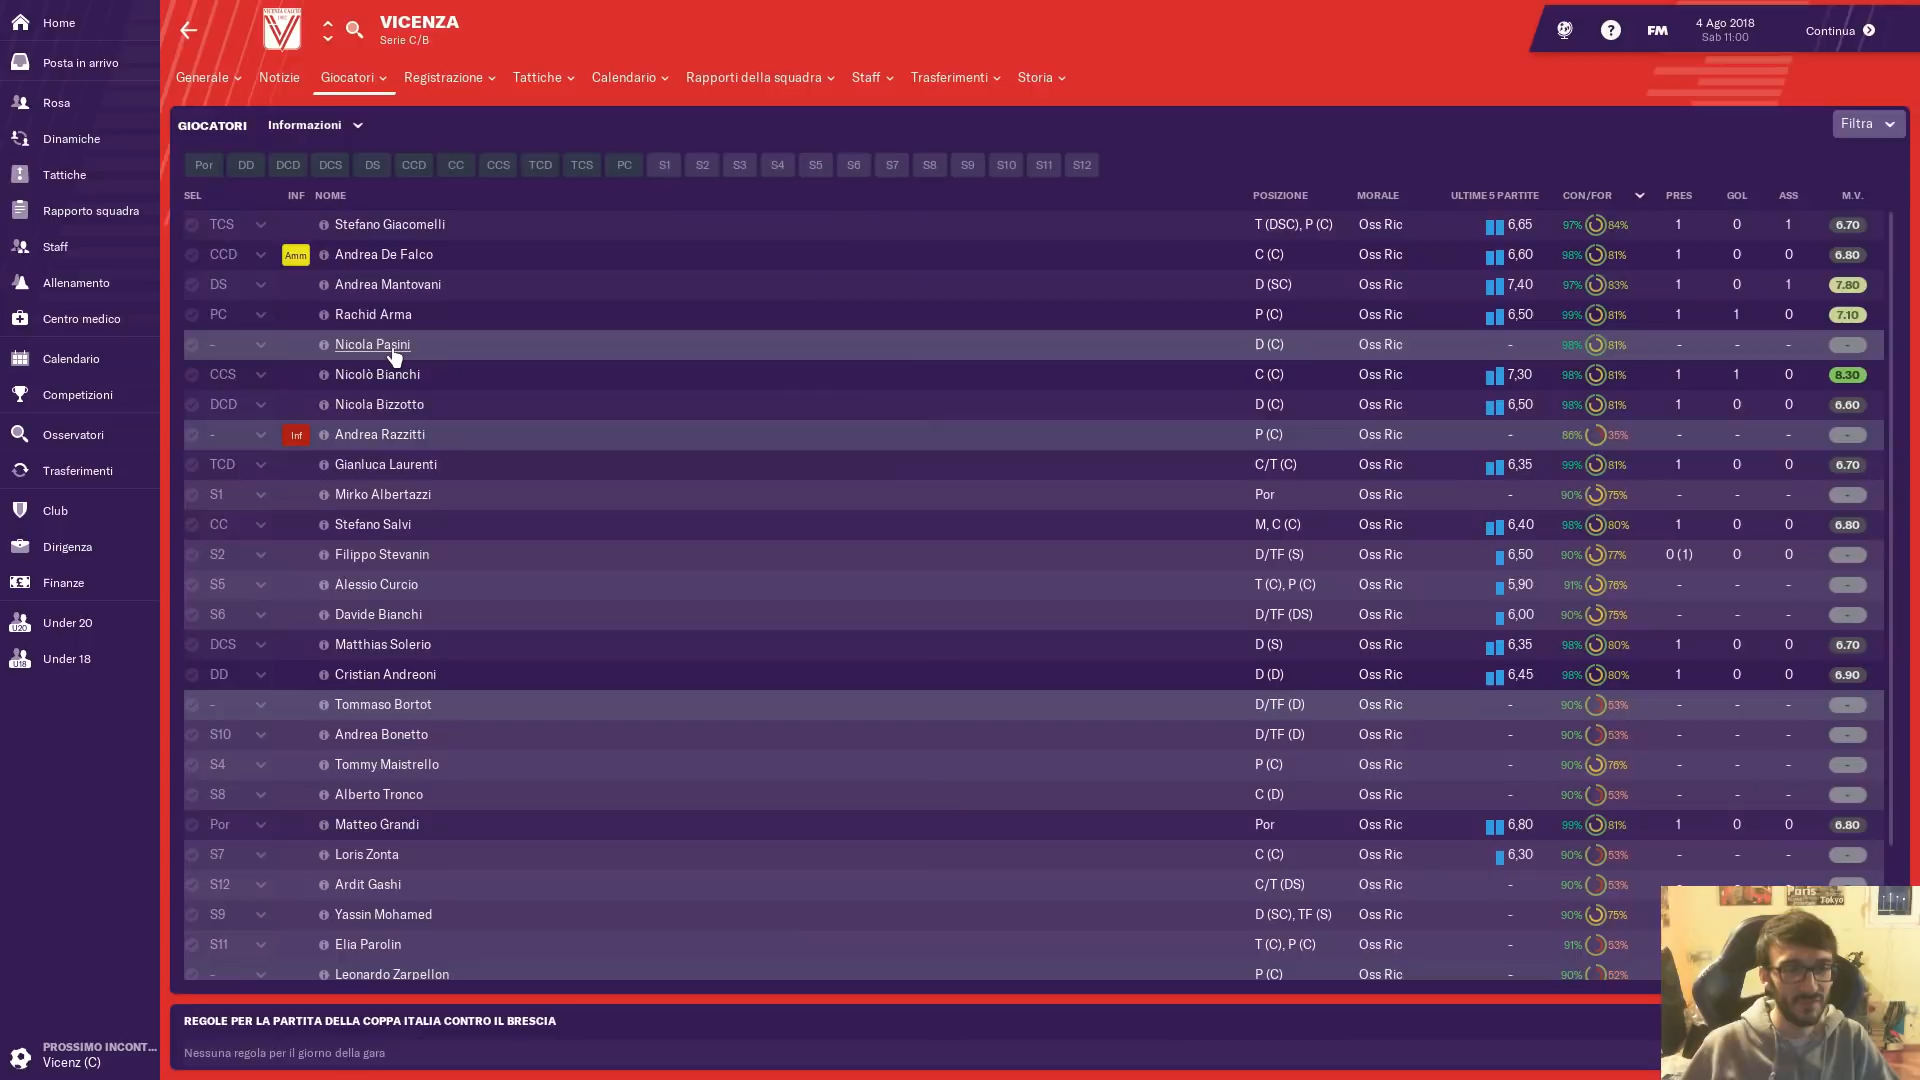 Home
Posta in arrivo
Rosa
Dinamiche
Tattiche
Rapporto squadra
Staff
Allenamento
Centro medico
Calendario
Competizioni
Osservatori
Trasferimenti
Club
Dirigenza
Finanze
U20 Under 20
U18 Under 18
PROSSIMO INCONT...
Vicenz (C)
VICENZA
Serie C/B
FM
4 Ago 2018
Sab 11:00
Continua
Generale Notizie Giocatori Registrazione Tattiche Calendario Rapporti della squadra Staff Trasferimenti Storia
GIOCATORI Informazioni Filtra
Por DD DCD DCS DS CCD CC CCS TCD TCS PC S1 S2 S3 S4 S5 S6 S7 S8 S9 S10 S11 S12
SEL INF NOME POSIZIONE MORALE ULTIME 5 PARTITE CON/FOR PRES GOL ASS M.V.
TCS Stefano Giacomelli T (DSC), P (C) Oss Ric 6,65 97% 84% 1 0 1 6.70
CCD Amm Andrea De Falco C (C) Oss Ric 6,60 98% 81% 1 0 0 6.80
DS Andrea Mantovani D (SC) Oss Ric 7,40 97% 83% 1 0 1 7.80
PC Rachid Arma P (C) Oss Ric 6,50 99% 81% 1 1 0 7.10
- Nicola Pasini D (C) Oss Ric - 98% 81% - - - -
CCS Nicolò Bianchi C (C) Oss Ric 7,30 98% 81% 1 1 0 8.30
DCD Nicola Bizzotto D (C) Oss Ric 6,50 98% 81% 1 0 0 6.60
- Inf Andrea Razzitti P (C) Oss Ric - 86% 35% - - - -
TCD Gianluca Laurenti C/T (C) Oss Ric 6,35 99% 81% 1 0 0 6.70
S1 Mirko Albertazzi Por Oss Ric - 90% 75% - - - -
CC Stefano Salvi M, C (C) Oss Ric 6,40 98% 80% 1 0 0 6.80
S2 Filippo Stevanin D/TF (S) Oss Ric 6,50 90% 77% 0 (1) 0 0 -
S5 Alessio Curcio T (C), P (C) Oss Ric 5,90 91% 76% - - - -
S6 Davide Bianchi D/TF (DS) Oss Ric 6,00 90% 75% - - - -
DCS Matthias Solerio D (S) Oss Ric 6,35 98% 80% 1 0 0 6.70
DD Cristian Andreoni D (D) Oss Ric 6,45 98% 80% 1 0 0 6.90
- Tommaso Bortot D/TF (D) Oss Ric - 90% 53% - - - -
S10 Andrea Bonetto D/TF (D) Oss Ric - 90% 53% - - - -
S4 Tommy Maistrello P (C) Oss Ric - 90% 76% - - - -
S8 Alberto Tronco C (D) Oss Ric - 90% 53% - - - -
Por Matteo Grandi Por Oss Ric 6,80 99% 81% 1 0 0 6.80
S7 Loris Zonta C (C) Oss Ric 6,30 90% 53% - - - -
S12 Ardit Gashi C/T (DS) Oss Ric - 90% 53%
S9 Yassin Mohamed D (SC), TF (S) Oss Ric - 90% 75%
S11 Elia Parolin T (C), P (C) Oss Ric - 91% 53%
- Leonardo Zarpellon P (C) Oss Ric - 90% 52%
REGOLE PER LA PARTITA DELLA COPPA ITALIA CONTRO IL BRESCIA
Nessuna regola per il giorno della gara
Paris
Tokyo